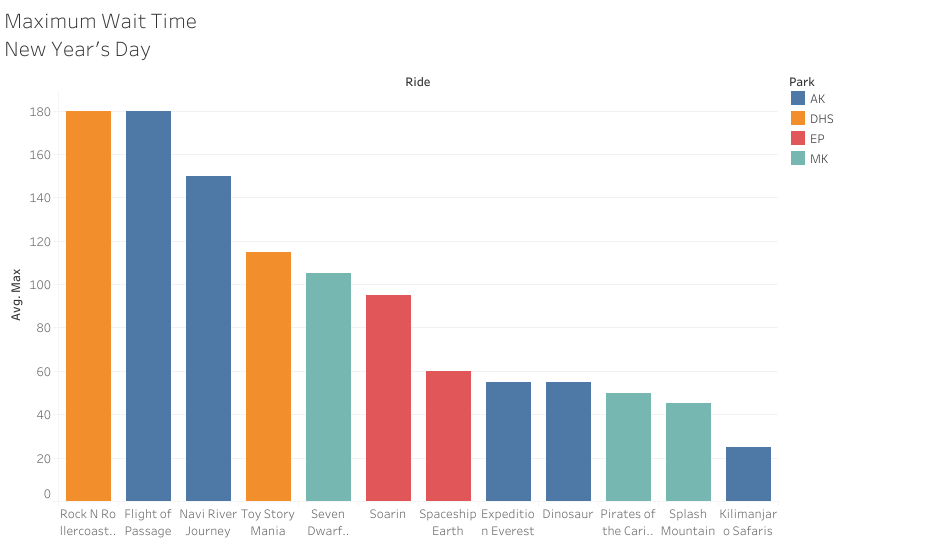 Maximum Wait Time
New Year’s Day
Ride
Park
AK
DHS
EP
MK
Avg. Max
180
160
140
120
100
80
60
40
20
0
Rock N Ro
llercoast..
Flight of
Passage
Navi River
Journey
Toy Story
Mania
Seven
Dwarf..
Soarin
Spaceship
Earth
Expeditio
n Everest
Dinosaur
Pirates of
the Cari..
Splash
Mountain
Kilimanjar
o Safaris